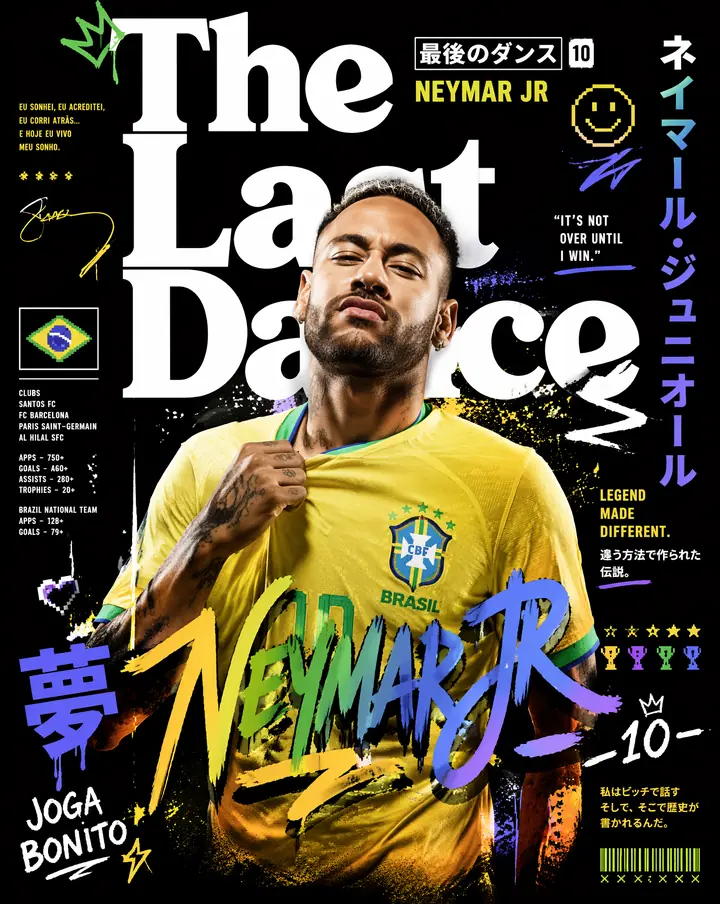 The
Last
Dance
最後のダンス 10
NEYMAR JR
ネイマール・ジュニオール
EU SONHEI, EU ACREDITEI,
EU CORRI ATRÁS...
E HOJE EU VIVO
MEU SONHO.
"IT'S NOT
OVER UNTIL
I WIN."
CLUBS
SANTOS FC
FC BARCELONA
PARIS SAINT-GERMAIN
AL HILAL SFC
APPS - 750+
GOALS - 460+
ASSISTS - 280+
TROPHIES - 20+
BRAZIL NATIONAL TEAM
APPS - 128+
GOALS - 79+
LEGEND
MADE
DIFFERENT.
違う方法で作られた
伝説。
CBF
BRASIL
10
NEYMAR JR
夢
JOGA
BONITO
-10-
私はピッチで話す
そして、そこで歴史が
書かれるんだ。